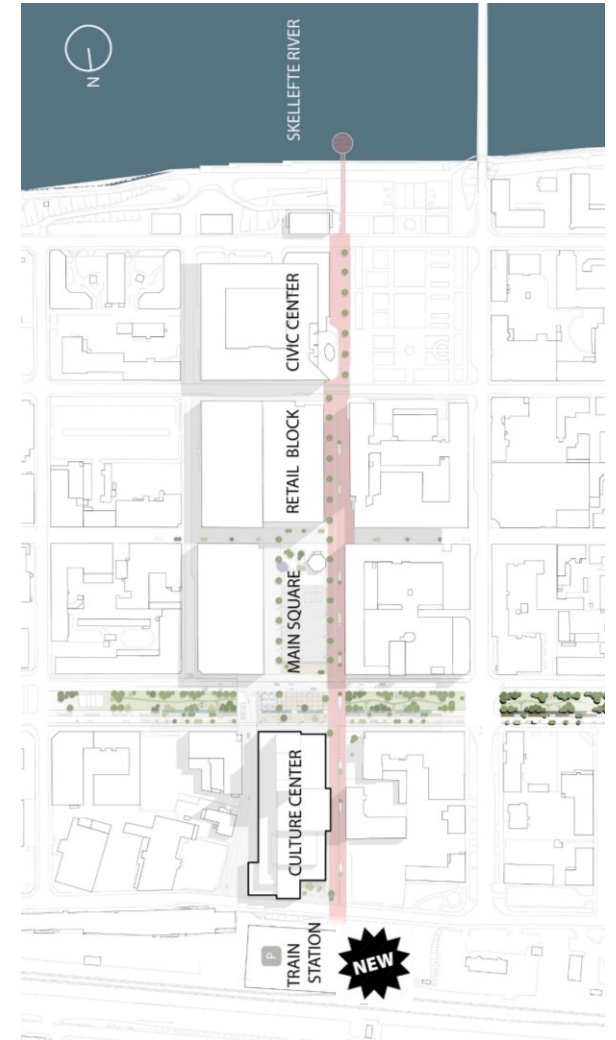 SKELLEFTE RIVER
N
CIVIC CENTER
RETAIL BLOCK
MAIN SQUARE
CULTURE CENTER
TRAIN
STATION
P
NEW